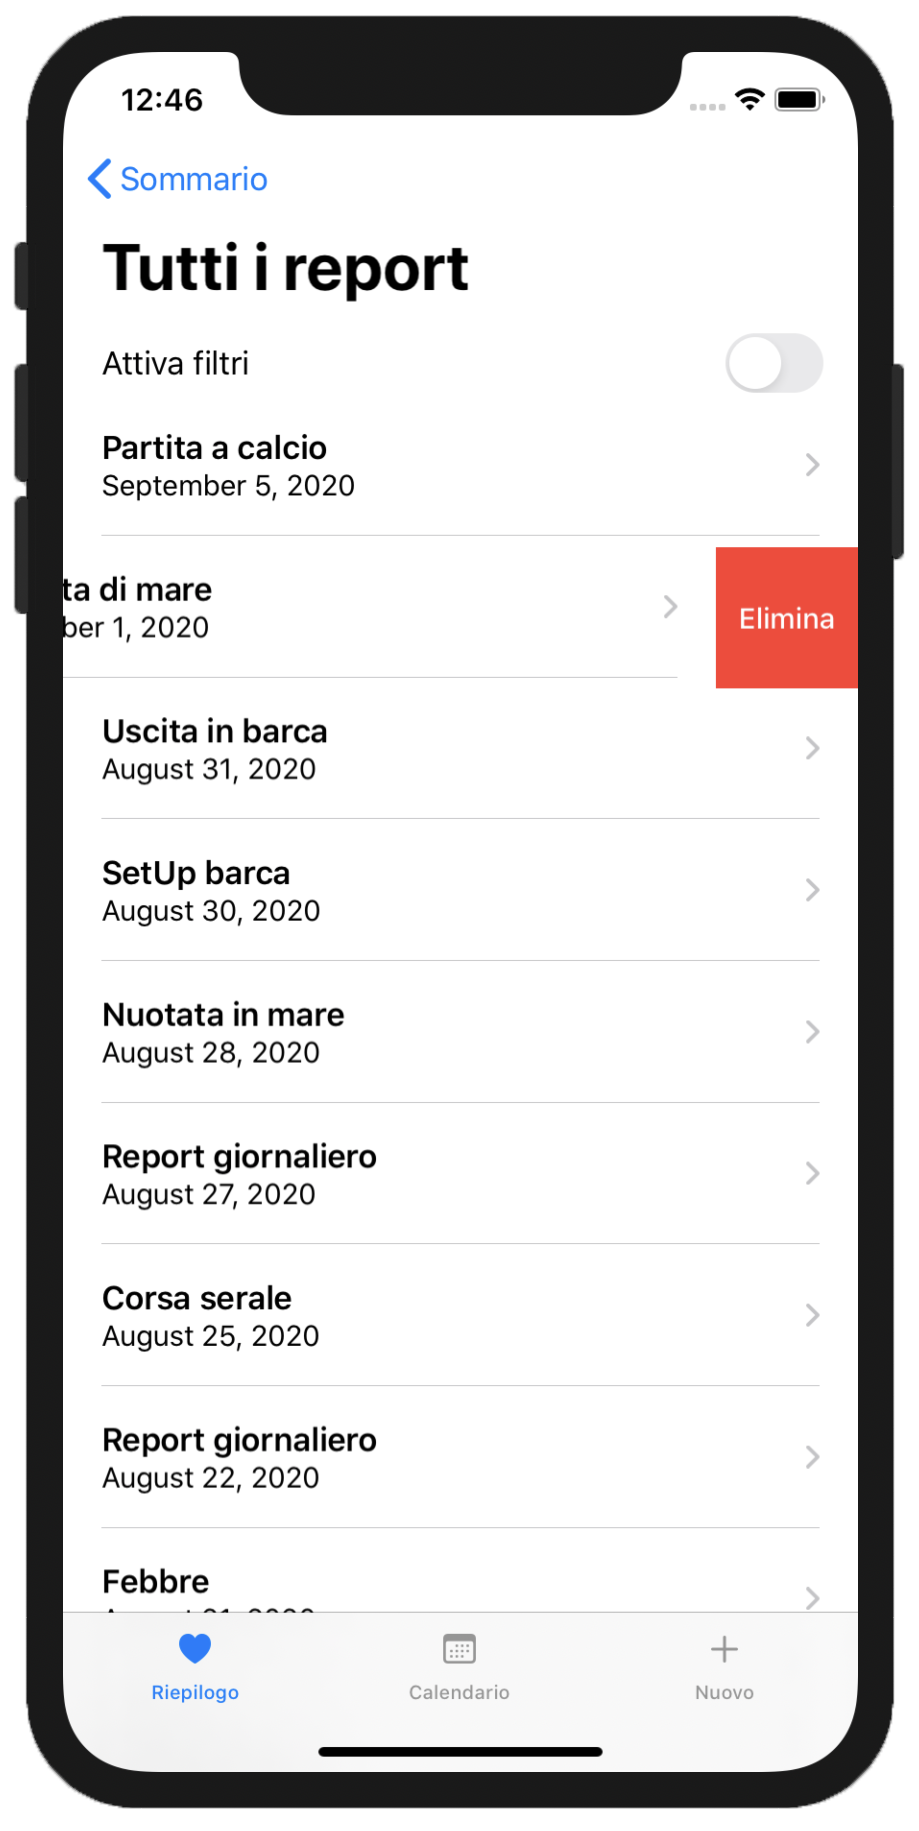 12:46
Sommario
Tutti i report
Attiva filtri
Partita a calcio
September 5, 2020
ta di mare
ber 1, 2020
Elimina
Uscita in barca
August 31, 2020
SetUp barca
August 30, 2020
Nuotata in mare
August 28, 2020
Report giornaliero
August 27, 2020
Corsa serale
August 25, 2020
Report giornaliero
August 22, 2020
Febbre
Riepilogo
Calendario
Nuovo